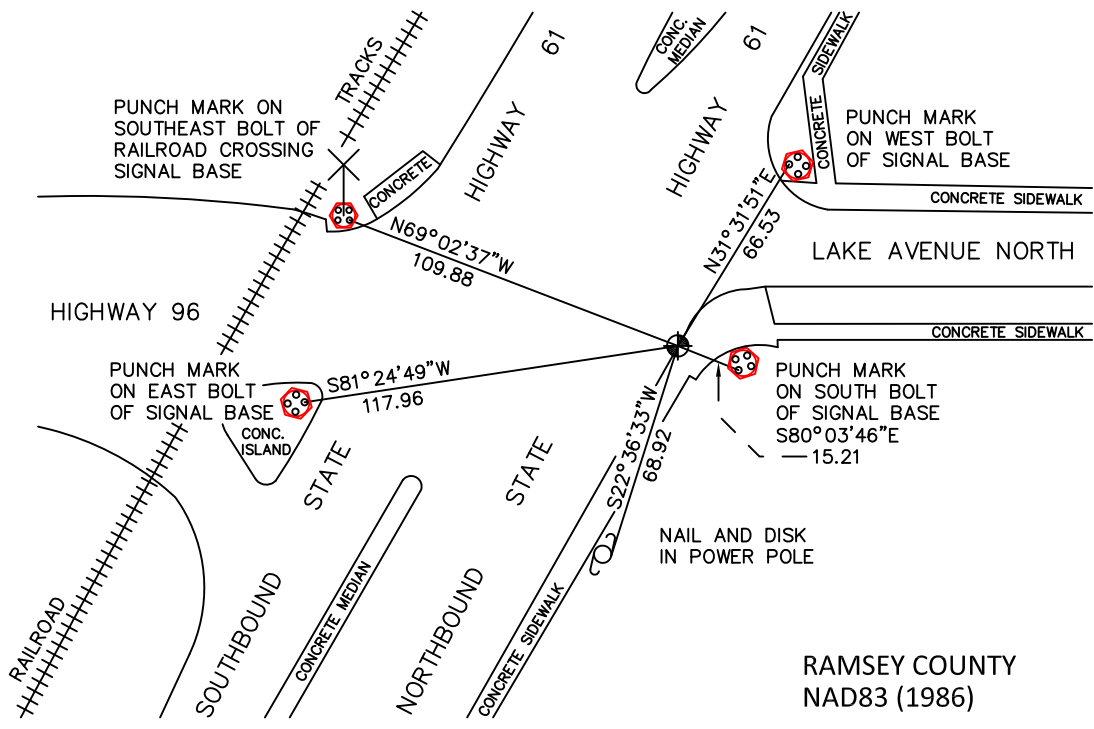 61
61
CONC.
MEDIAN
SIDEWALK
TRACKS
PUNCH MARK ON
SOUTHEAST BOLT OF
RAILROAD CROSSING
SIGNAL BASE
CONCRETE
HIGHWAY
HIGHWAY
CONCRETE
PUNCH MARK
ON WEST BOLT
OF SIGNAL BASE
CONCRETE SIDEWALK
N69°02'37"W
109.88
N31°31'51"E
66.53
LAKE AVENUE NORTH
HIGHWAY 96
CONCRETE SIDEWALK
PUNCH MARK
ON EAST BOLT
OF SIGNAL BASE
CONC.
ISLAND
S81°24'49"W
117.96
PUNCH MARK
ON SOUTH BOLT
OF SIGNAL BASE
S80°03'46"E
15.21
STATE
STATE
S22°36'33"W
68.92
NAIL AND DISK
IN POWER POLE
RAILROAD
SOUTHBOUND
CONCRETE MEDIAN
NORTHBOUND
CONCRETE SIDEWALK
RAMSEY COUNTY
NAD83 (1986)